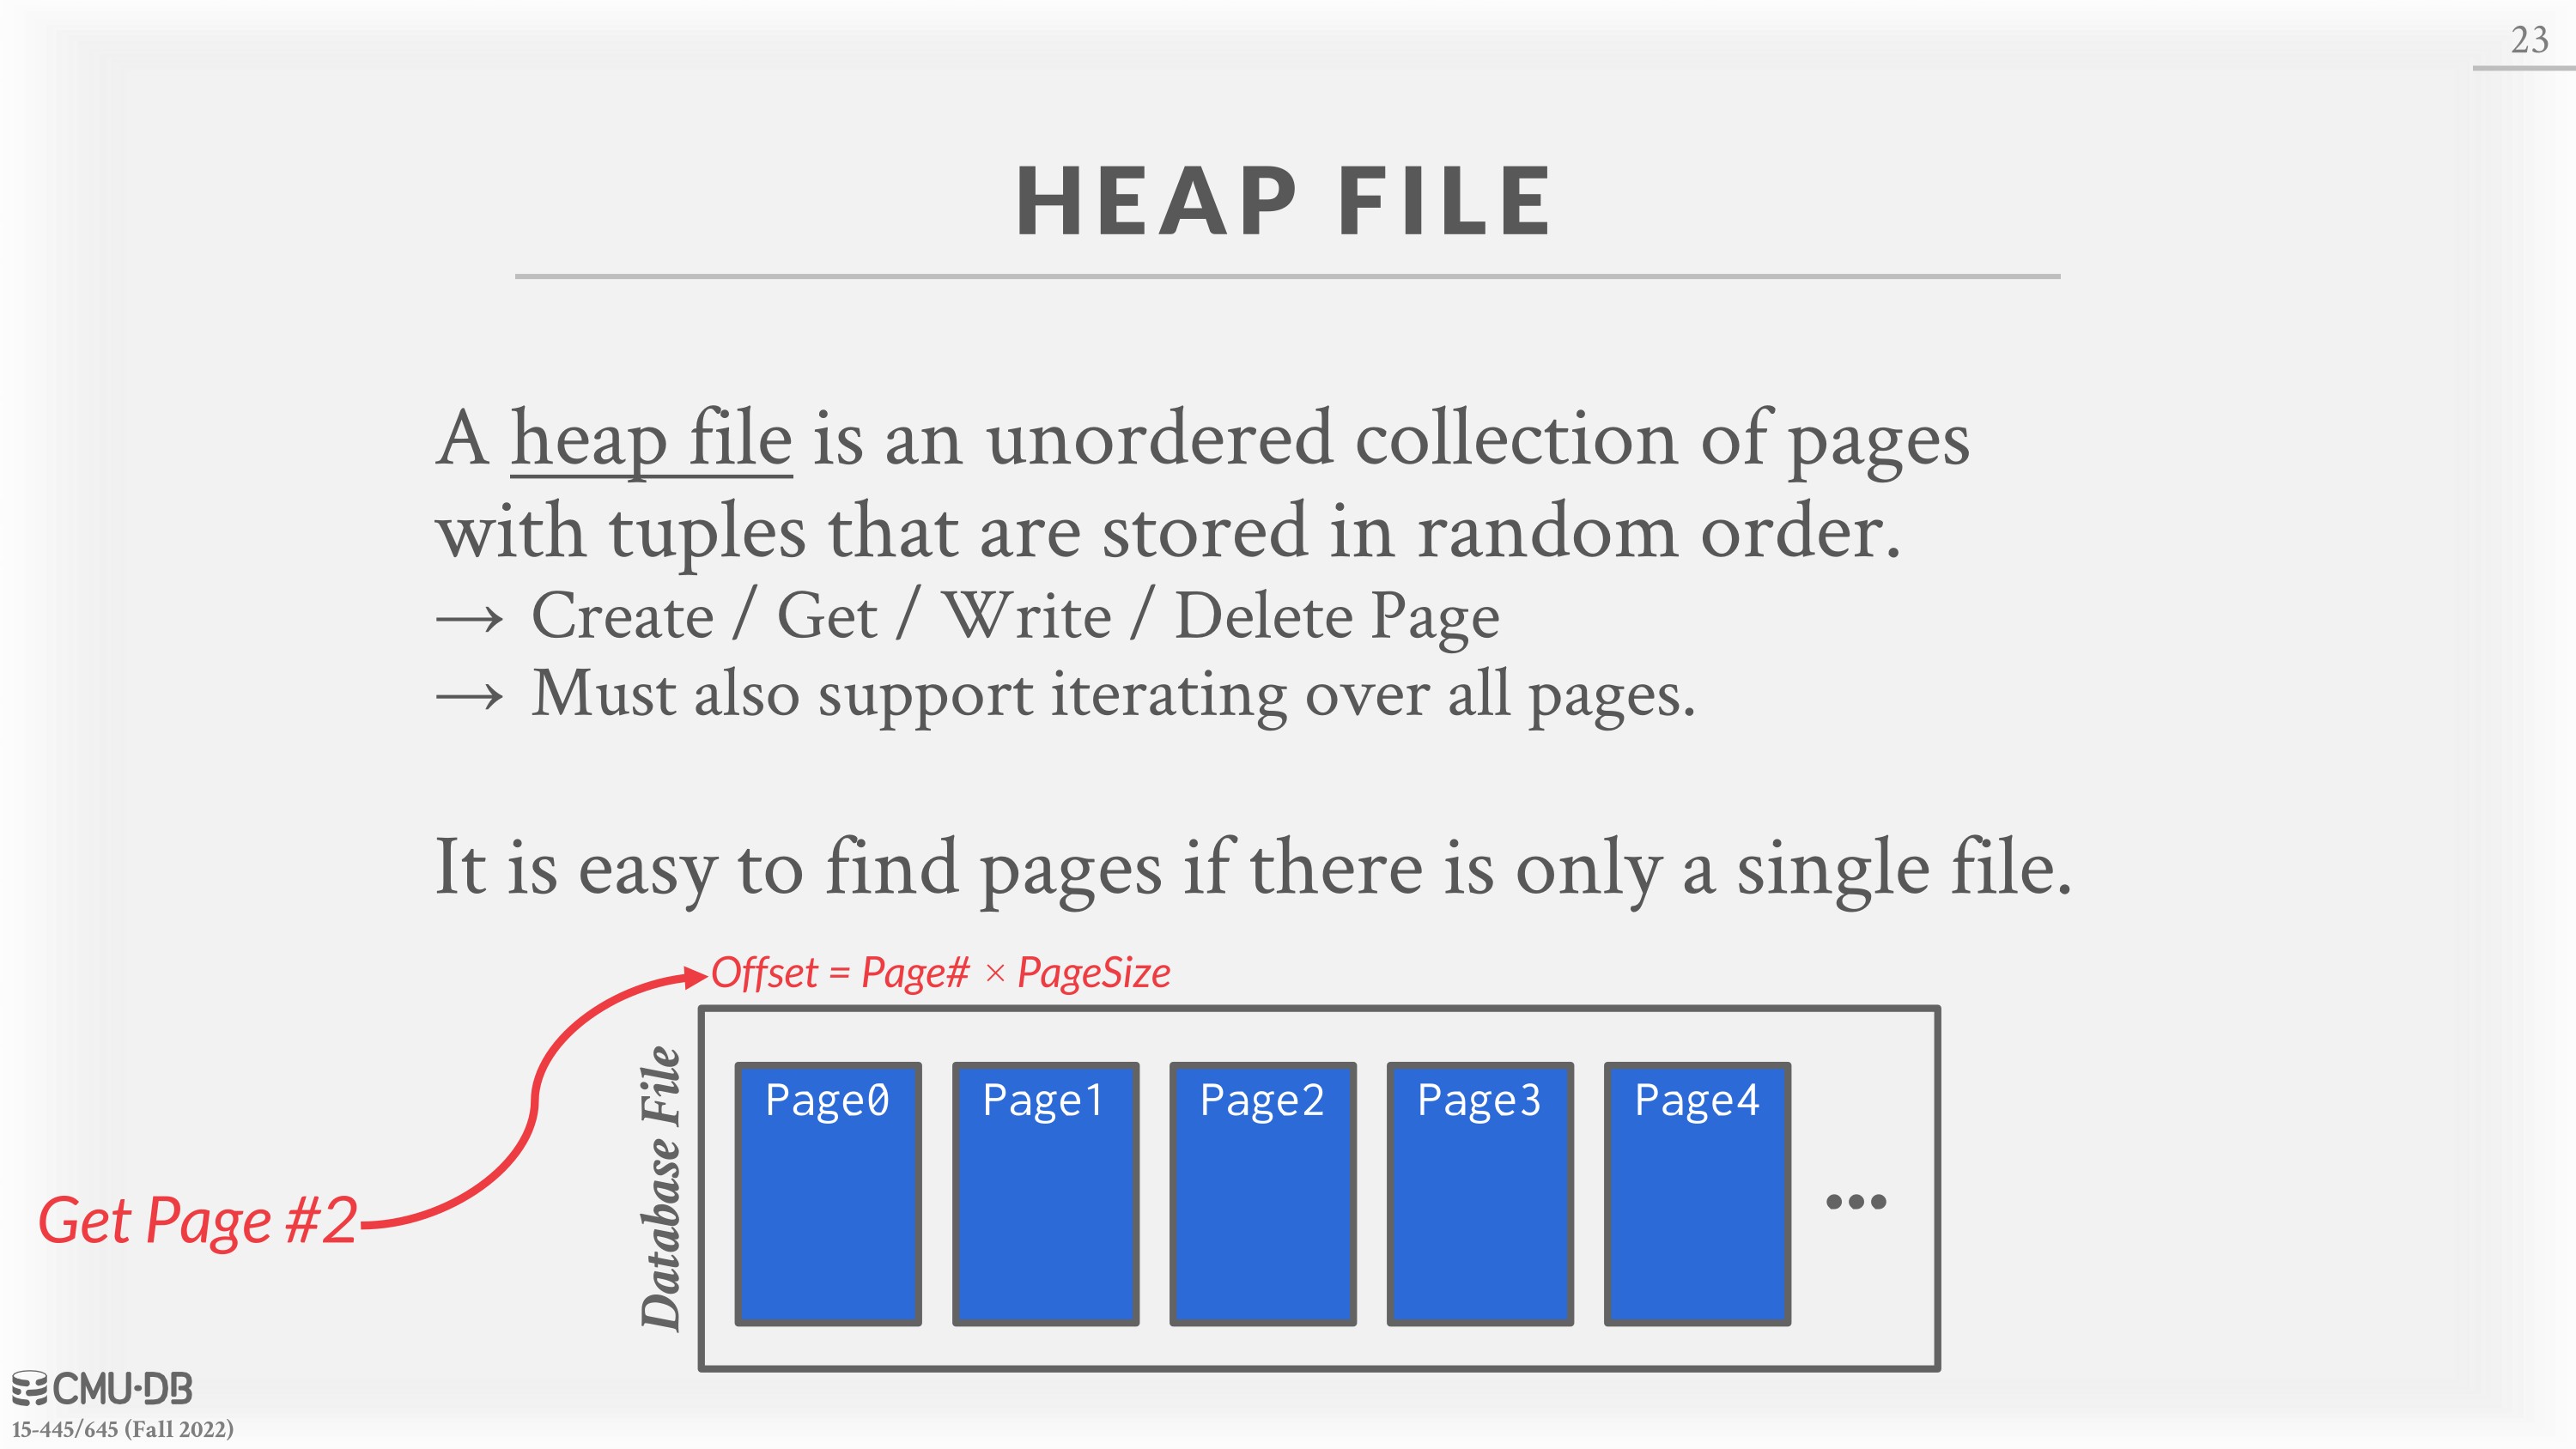 23
HEAP FILE
A heap file is an unordered collection of pages
with tuples that are stored in random order.
→ Create / Get / Write / Delete Page
→ Must also support iterating over all pages.
It is easy to find pages if there is only a single file.
Offset = Page# × PageSize
Get Page #2
Database File
Page0 Page1 Page2 Page3 Page4 •••
CMU·DB
15-445/645 (Fall 2022)